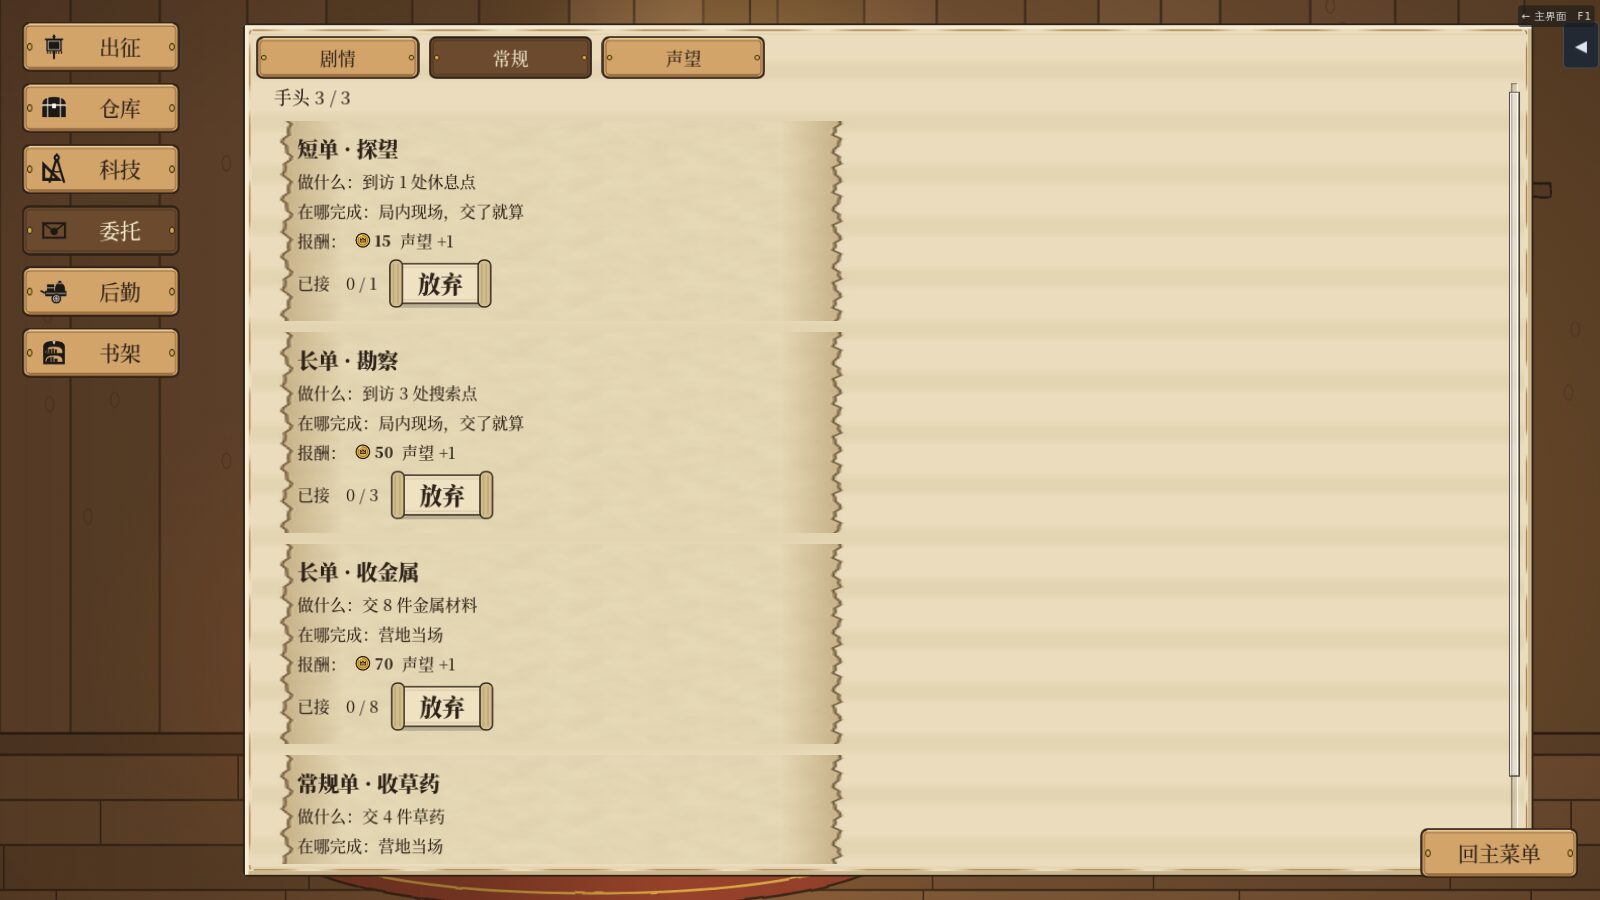 ← 主界面 F1
◀
出征
仓库
科技
委托
后勤
书架
剧情
常规
声望
手头 3 / 3
短单 · 探望
做什么：到访 1 处休息点
在哪完成：局内现场，交了就算
报酬： 15 声望 +1
已接 0 / 1 放弃
长单 · 勘察
做什么：到访 3 处搜索点
在哪完成：局内现场，交了就算
报酬： 50 声望 +1
已接 0 / 3 放弃
长单 · 收金属
做什么：交 8 件金属材料
在哪完成：营地当场
报酬： 70 声望 +1
已接 0 / 8 放弃
常规单 · 收草药
做什么：交 4 件草药
在哪完成：营地当场
回主菜单